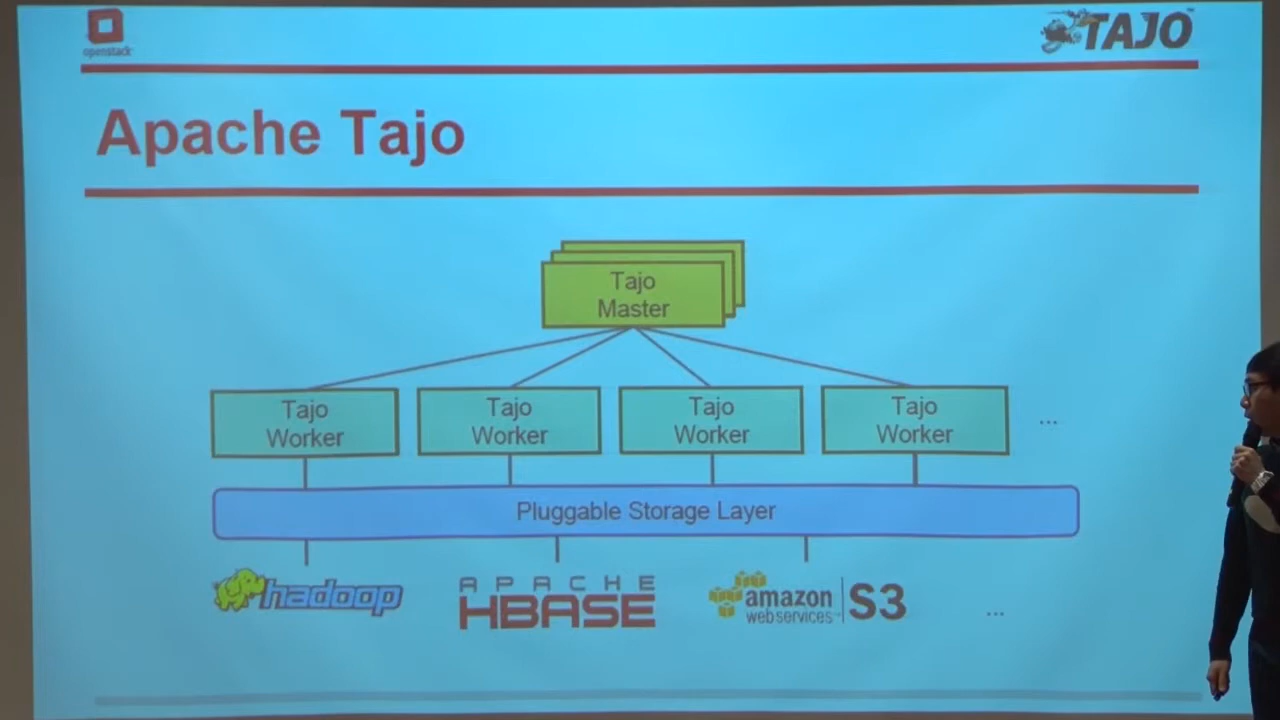 openstack
TAJO
Apache Tajo
Tajo
Master
Tajo
Worker
Tajo
Worker
Tajo
Worker
Tajo
Worker
...
Pluggable Storage Layer
hadoop
APACHE
HBASE
amazon
webservices
S3
...